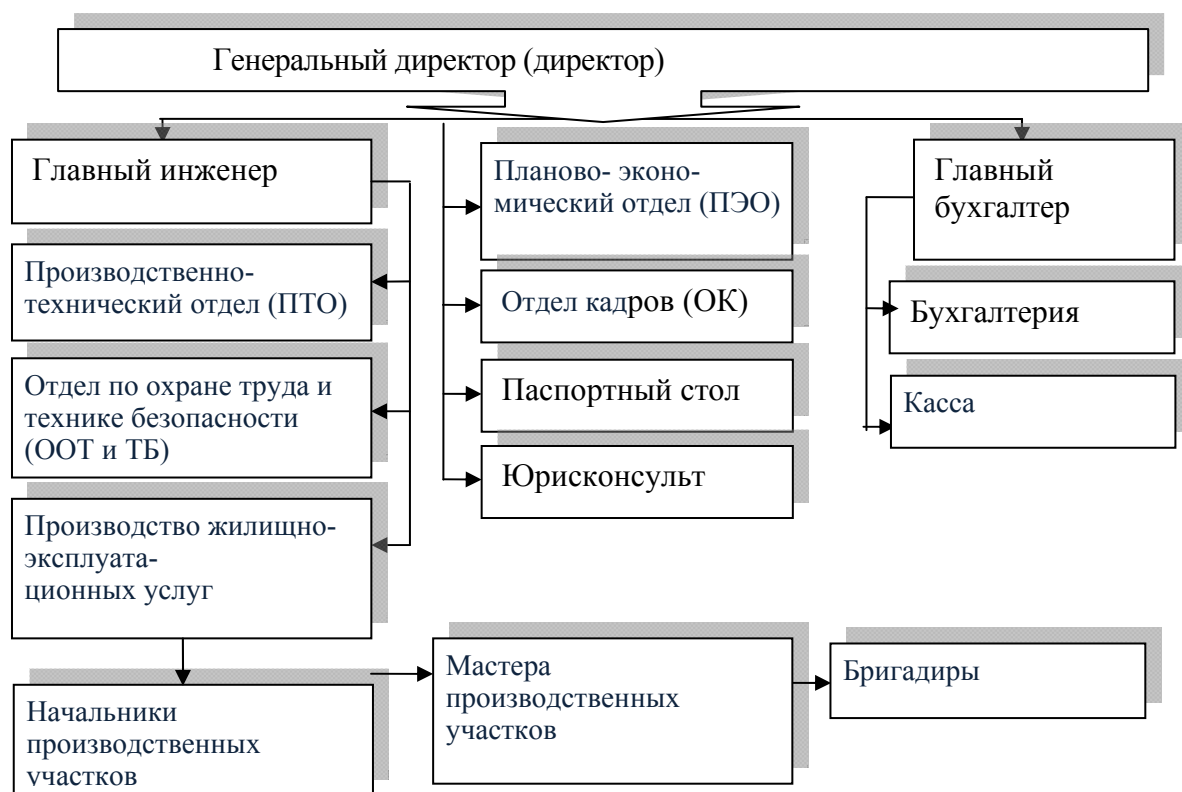 Генеральный директор (директор)
Главный инженер
Производственно-
технический отдел (ПТО)
Отдел по охране труда и
технике безопасности
(ООТ и ТБ)
Производство жилищно-
эксплуата-
ционных услуг
Начальники
производственных
участков
Планово- эконо-
мический отдел (ПЭО)
Отдел кадров (ОК)
Паспортный стол
Юрисконсульт
Мастера
производственных
участков
Главный
бухгалтер
Бухгалтерия
Касса
Бригадиры